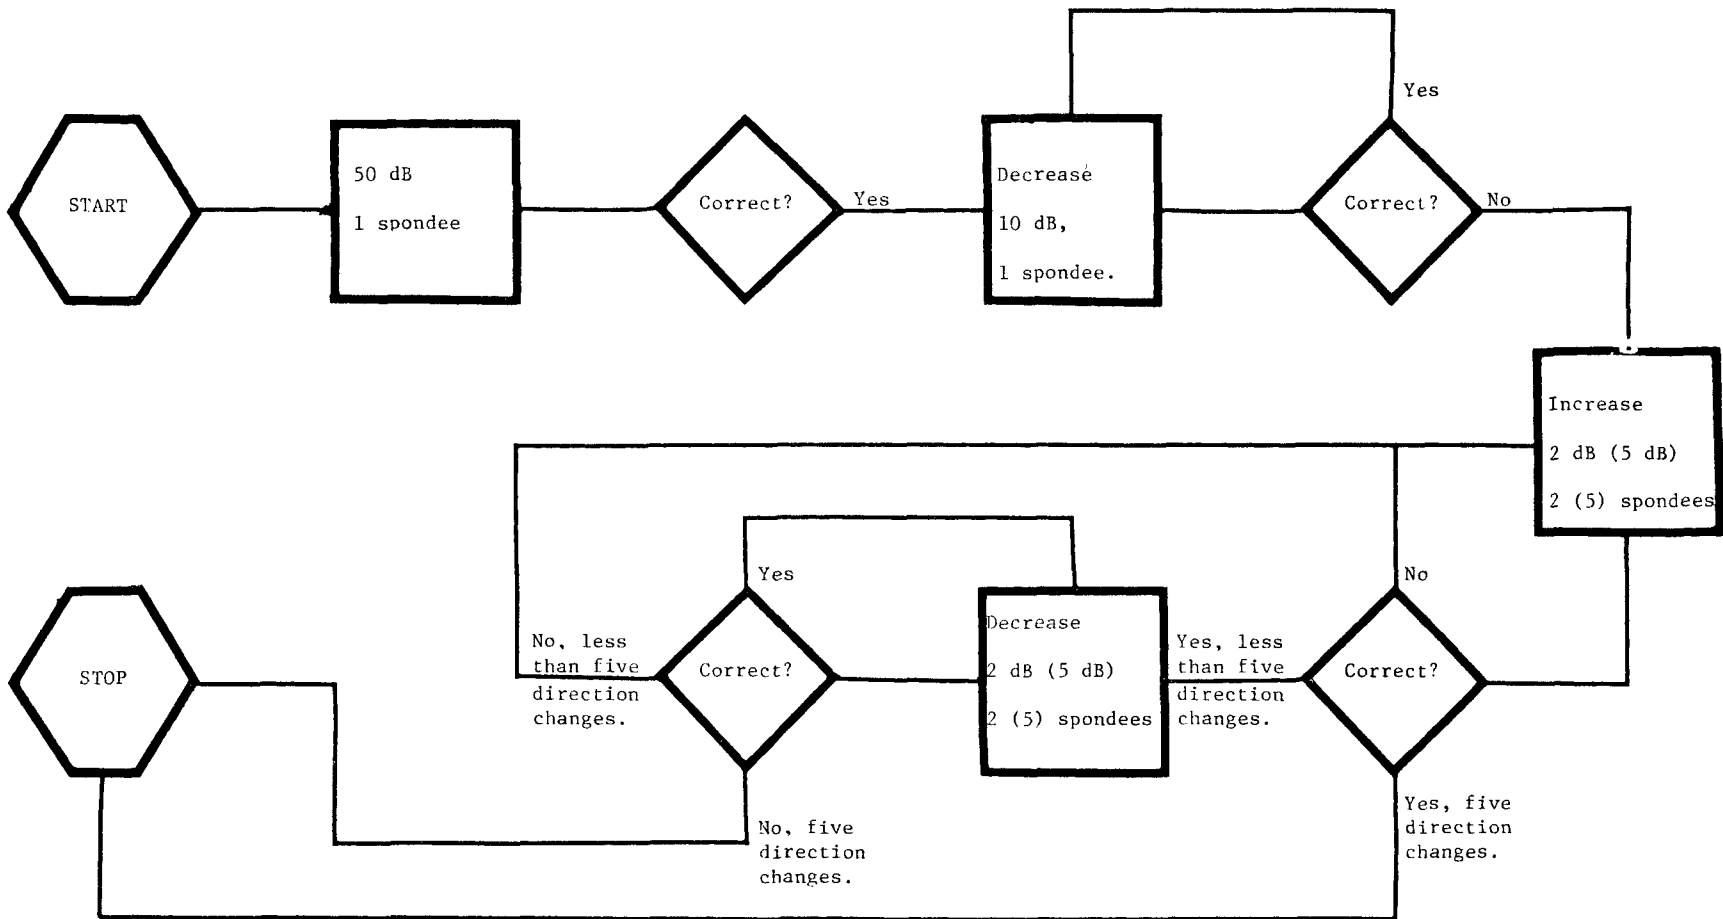 START
50 dB
1 spondee
Correct?
Yes
Decrease
10 dB,
1 spondee.
Correct?
Yes
No
Increase
2 dB (5 dB)
2 (5) spondees
No
Correct?
Yes, less
than five
direction
changes.
Yes, five
direction
changes.
Decrease
2 dB (5 dB)
2 (5) spondees
Yes
Correct?
No, less
than five
direction
changes.
No, five
direction
changes.
STOP